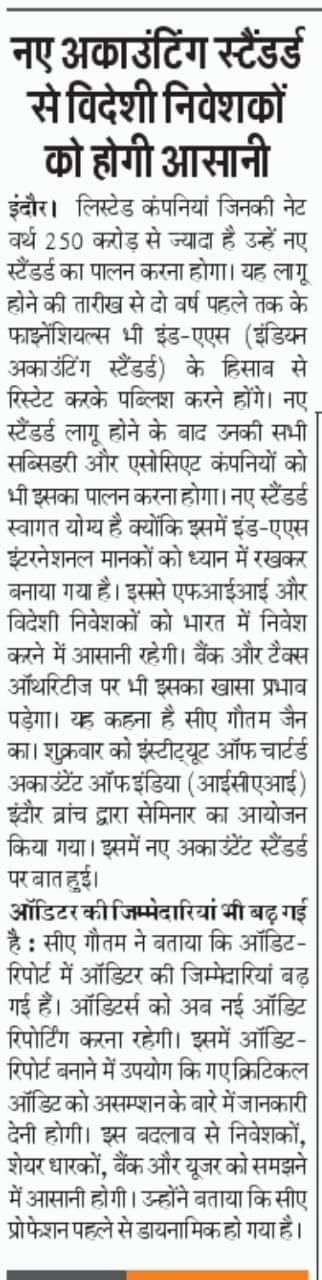 नए अकाउंटिंग स्टैंडर्ड
से विदेशी निवेशकों
को होगी आसानी
इंदौर। लिस्टेड कंपनियां जिनकी नेट
वर्थ 250 करोड़ से ज्यादा है उन्हें नए
स्टैंडर्ड का पालन करना होगा। यह लागू
होने की तारीख से दो वर्ष पहले तक के
फाइनेंशियल्स भी इंड-एएस (इंडियन
अकाउंटिंग स्टैंडर्ड) के हिसाब से
रिस्टेट करके पब्लिश करने होंगे। नए
स्टैंडर्ड लागू होने के बाद उनकी सभी
सब्सिडरी और एसोसिएट कंपनियों को
भी इसका पालन करना होगा। नए स्टैंडर्ड
स्वागत योग्य है क्योंकि इसमें इंड-एएस
इंटरनेशनल मानकों को ध्यान में रखकर
बनाया गया है। इससे एफआईआई और
विदेशी निवेशकों को भारत में निवेश
करने में आसानी रहेगी। बैंक और टैक्स
ऑथरिटीज पर भी इसका खासा प्रभाव
पड़ेगा। यह कहना है सीए गौतम जैन
का। शुक्रवार को इंस्टीट्यूट ऑफ चार्टर्ड
अकाउंटेंट ऑफ इंडिया (आईसीएआई)
इंदौर ब्रांच द्वारा सेमिनार का आयोजन
किया गया। इसमें नए अकाउंटेंट स्टैंडर्ड
पर बात हुई।
ऑडिटर की जिम्मेदारियां भी बढ़ गई
है : सीए गौतम ने बताया कि ऑडिट-
रिपोर्ट में ऑडिटर की जिम्मेदारियां बढ़
गई हैं। ऑडिटर्स को अब नई ऑडिट
रिपोर्टिंग करना रहेगी। इसमें ऑडिट-
रिपोर्ट बनाने में उपयोग कि गए क्रिटिकल
ऑडिट को असम्प्शन के बारे में जानकारी
देनी होगी। इस बदलाव से निवेशकों,
शेयर धारकों, बैंक और यूजर को समझने
में आसानी होगी। उन्होंने बताया कि सीए
प्रोफेशन पहले से डायनामिक हो गया है।